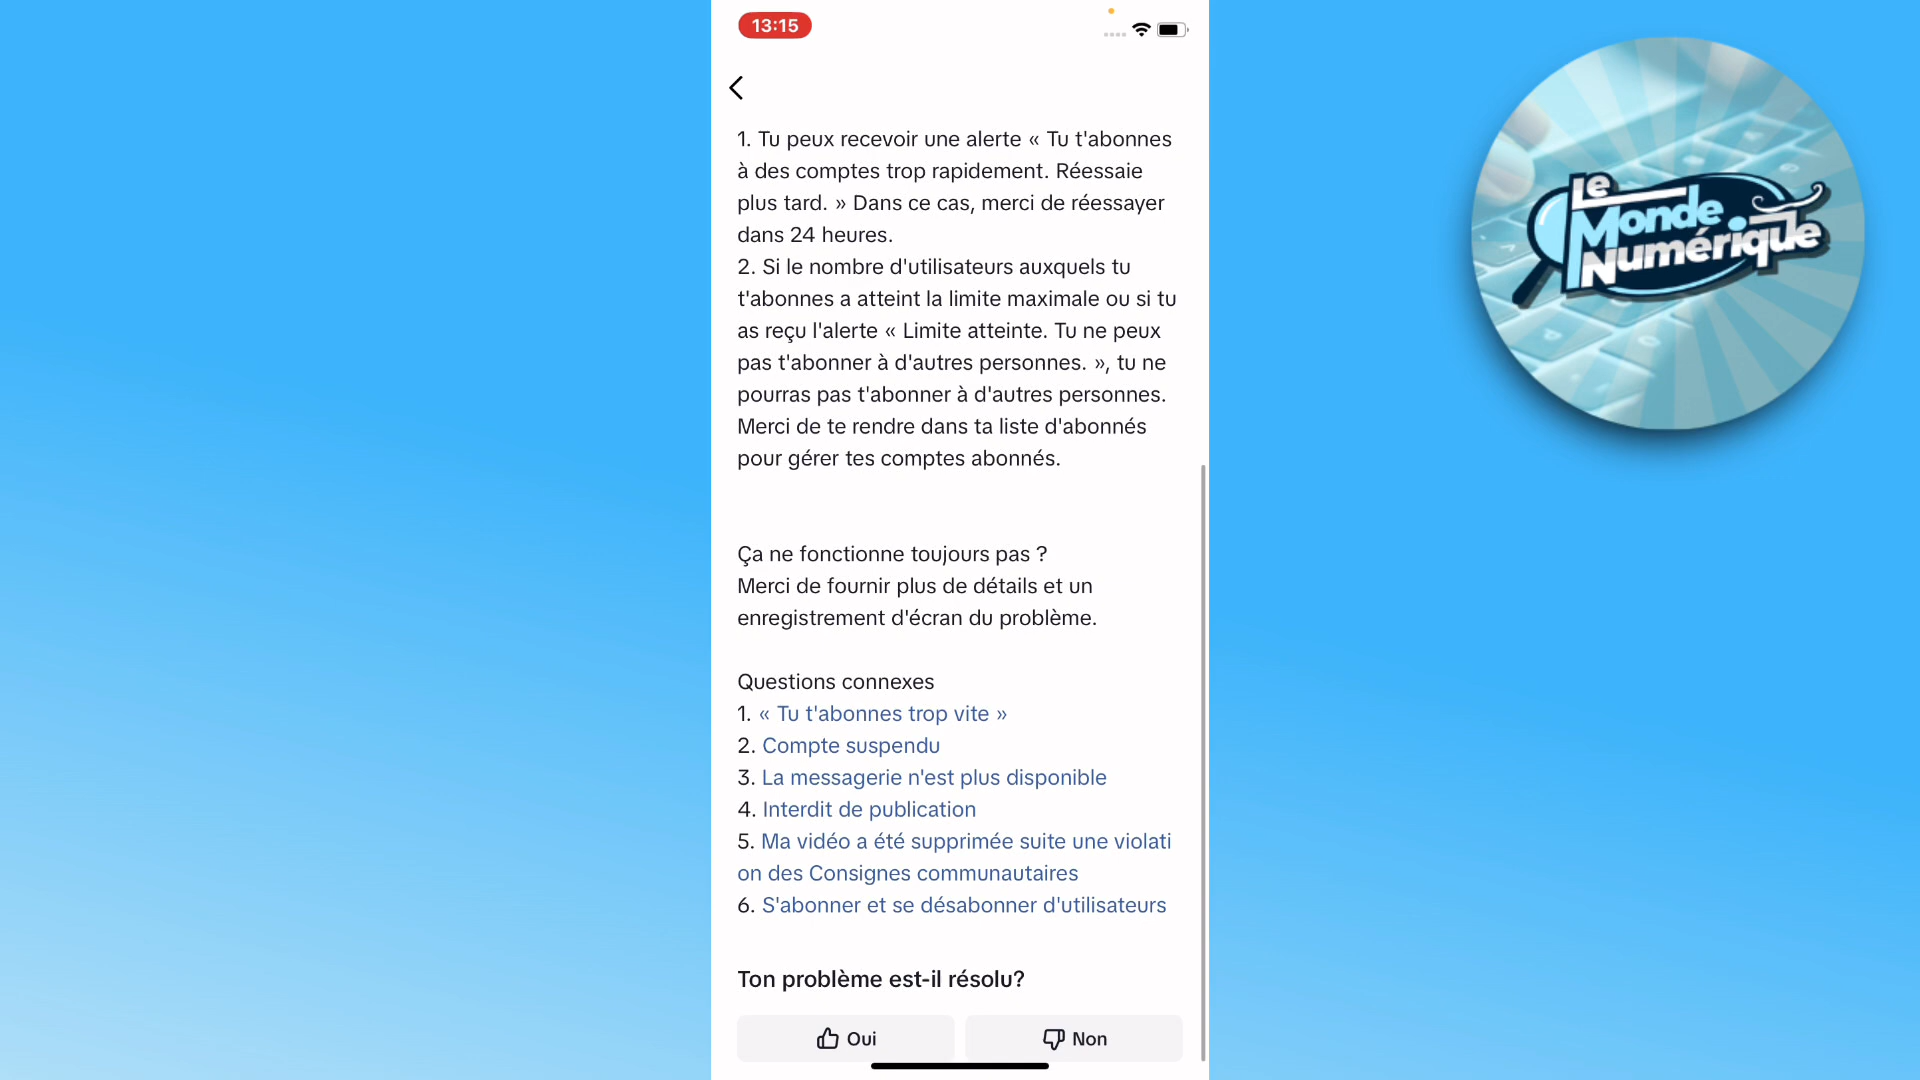 13:15
1. Tu peux recevoir une alerte « Tu t'abonnes
à des comptes trop rapidement. Réessaie
plus tard. » Dans ce cas, merci de réessayer
dans 24 heures.
2. Si le nombre d'utilisateurs auxquels tu
t'abonnes a atteint la limite maximale ou si tu
as reçu l'alerte « Limite atteinte. Tu ne peux
pas t'abonner à d'autres personnes. », tu ne
pourras pas t'abonner à d'autres personnes.
Merci de te rendre dans ta liste d'abonnés
pour gérer tes comptes abonnés.
Ça ne fonctionne toujours pas ?
Merci de fournir plus de détails et un
enregistrement d'écran du problème.
Questions connexes
1. « Tu t'abonnes trop vite »
2. Compte suspendu
3. La messagerie n'est plus disponible
4. Interdit de publication
5. Ma vidéo a été supprimée suite une violati
on des Consignes communautaires
6. S'abonner et se désabonner d'utilisateurs
Ton problème est-il résolu?
Oui
Non
Le
Monde
Numérique